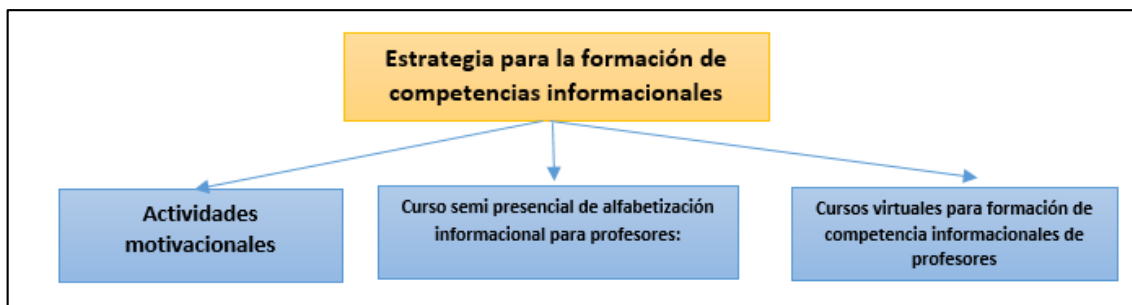 Estrategia para la formación de
competencias informacionales
Actividades
motivacionales
Curso semi presencial de alfabetización
informacional para profesores:
Cursos virtuales para formación de
competencia informacionales de
profesores